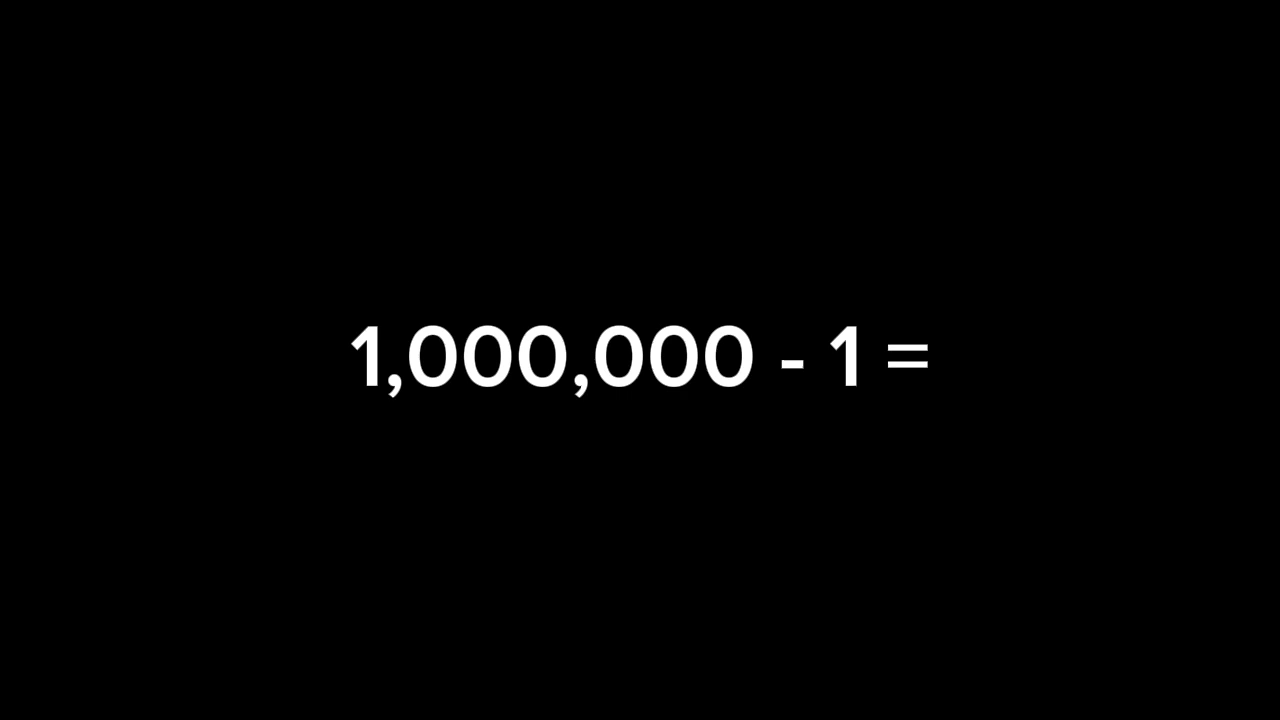 1,000,000 - 1 =